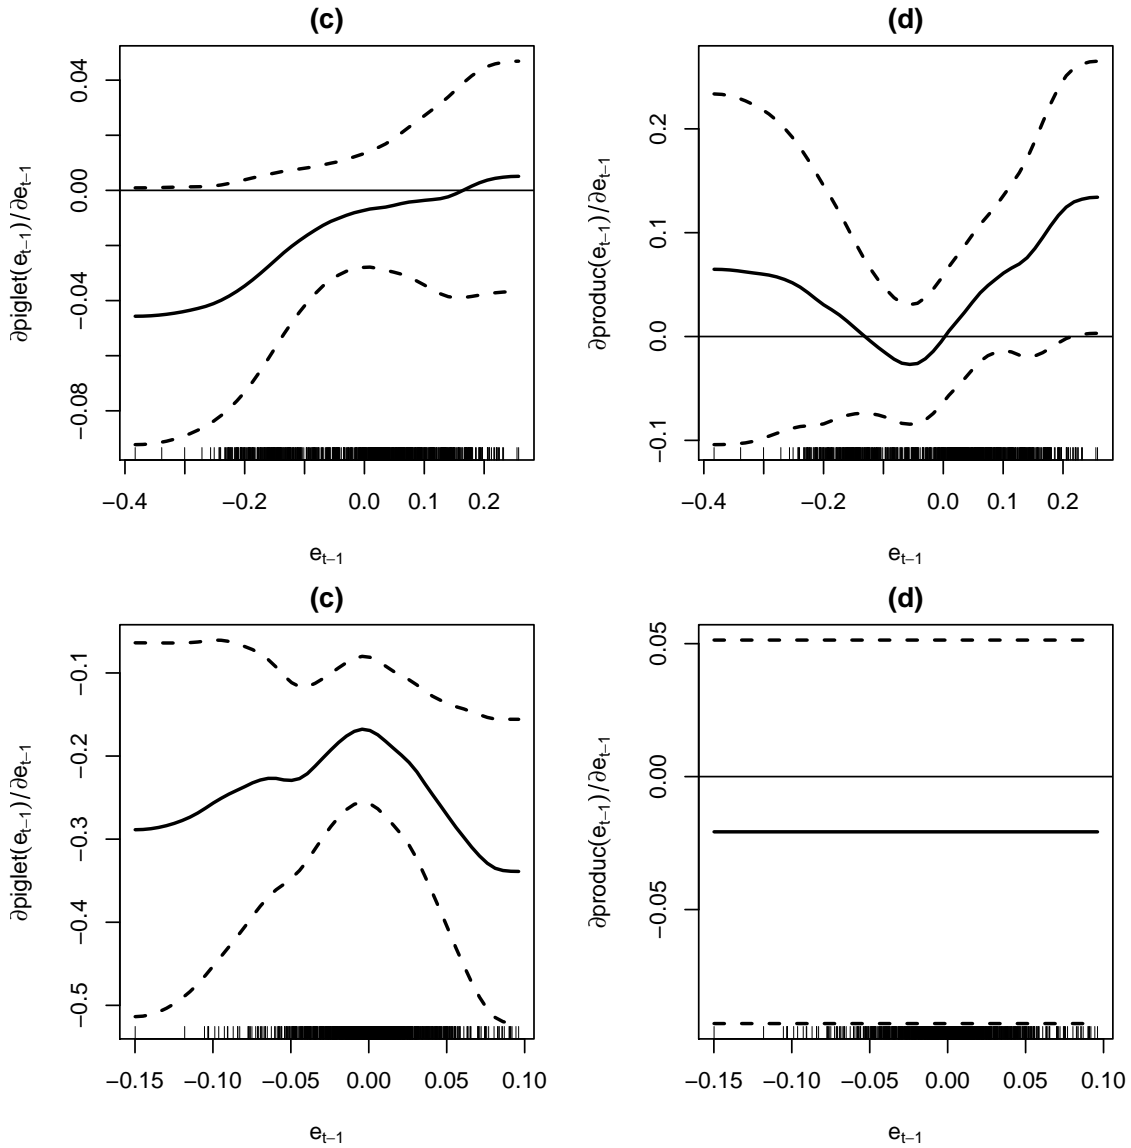 (c)
∂piglet(e_{t−1})/∂e_{t−1}
0.04
0.00
−0.04
−0.08
−0.4 −0.2 0.0 0.1 0.2
e_{t−1}
(d)
∂produc(e_{t−1})/∂e_{t−1}
0.2
0.1
0.0
−0.1
−0.4 −0.2 0.0 0.2
e_{t−1}
(c)
∂piglet(e_{t−1})/∂e_{t−1}
−0.1
−0.2
−0.3
−0.4
−0.5
−0.15 −0.10 −0.05 0.00 0.05 0.10
e_{t−1}
(d)
∂produc(e_{t−1})/∂e_{t−1}
0.05
0.00
−0.05
−0.15 −0.10 −0.05 0.00 0.05 0.10
e_{t−1}